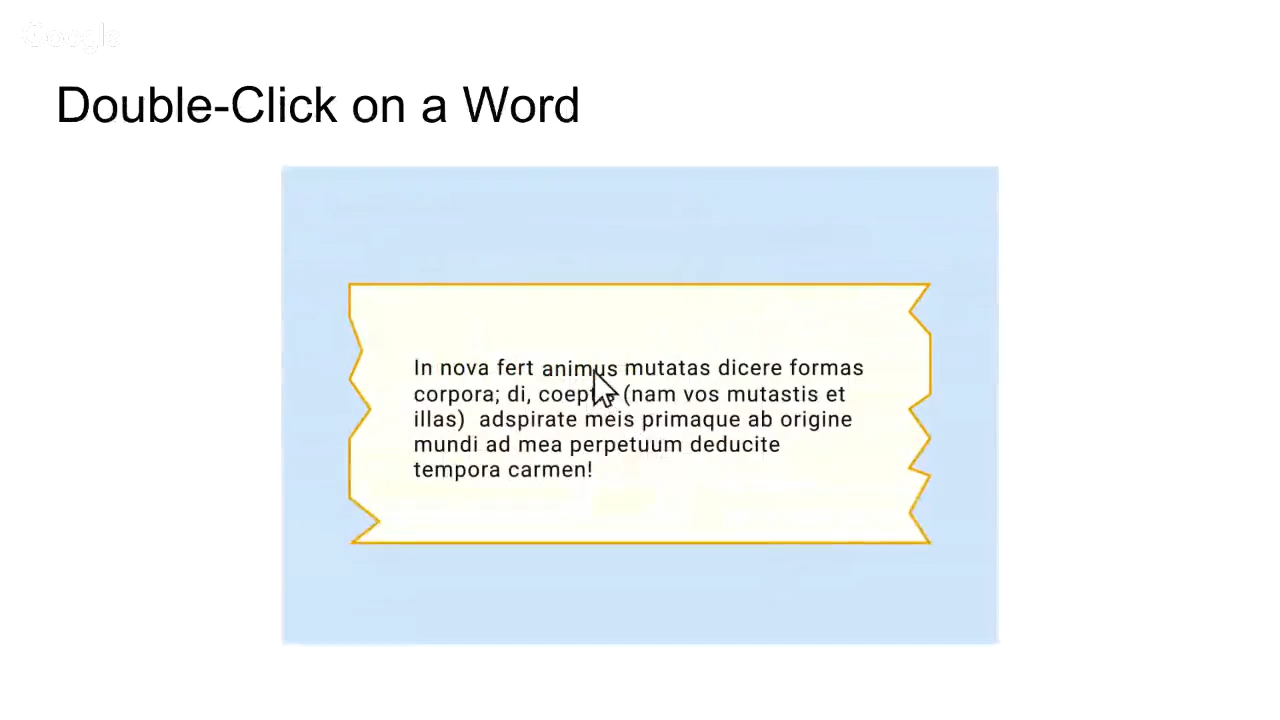 Google
Double-Click on a Word
In nova fert animus mutatas dicere formas
corpora; di, coeptis (nam vos mutastis et
illas)  adspirate meis primaque ab origine
mundi ad mea perpetuum deducite
tempora carmen!